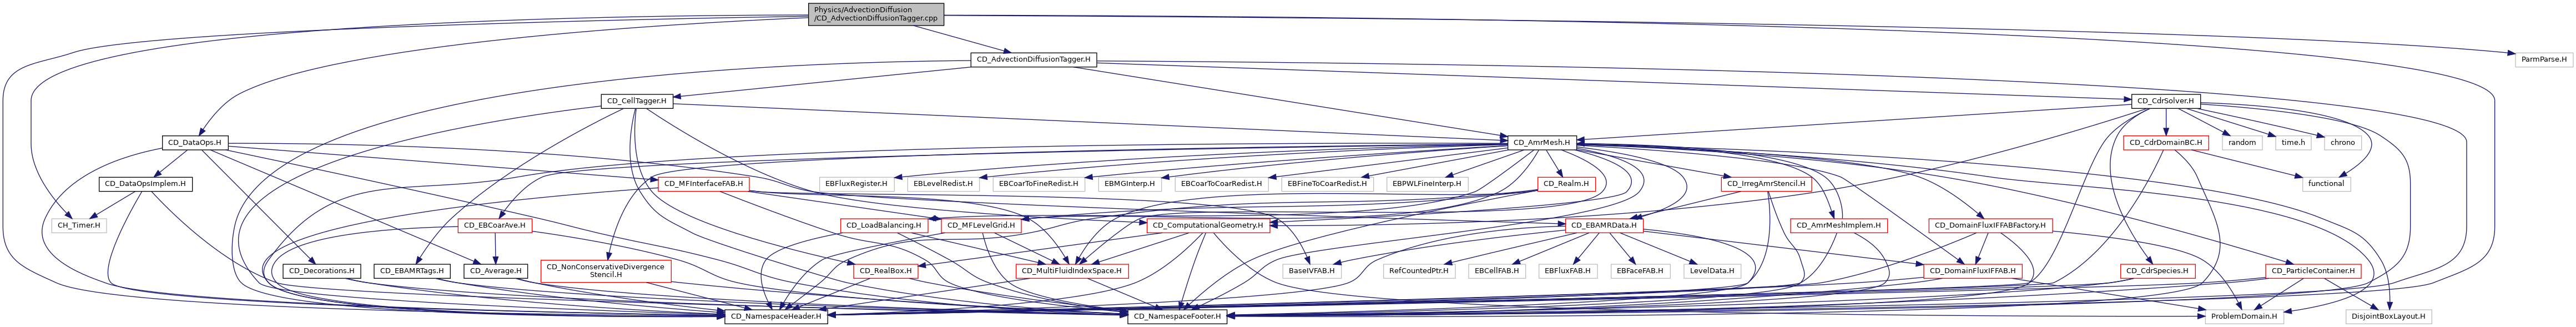 Physics/AdvectionDiffusion
/CD_AdvectionDiffusionTagger.cpp
CD_AdvectionDiffusionTagger.H
ParmParse.H
CD_CellTagger.H
CD_CdrSolver.H
CD_DataOps.H
CD_AmrMesh.H
CD_CdrDomainBC.H
random
time.h
chrono
CD_DataOpsImplem.H
CD_MFInterfaceFAB.H
EBFluxRegister.H
EBLevelRedist.H
EBCoarToFineRedist.H
EBMGInterp.H
EBCoarToCoarRedist.H
EBFineToCoarRedist.H
EBPWLFineInterp.H
CD_Realm.H
CD_IrregAmrStencil.H
functional
CH_Timer.H
CD_EBCoarAve.H
CD_LoadBalancing.H
CD_MFLevelGrid.H
CD_ComputationalGeometry.H
CD_EBAMRData.H
CD_AmrMeshImplem.H
CD_DomainFluxIFFABFactory.H
CD_Decorations.H
CD_EBAMRTags.H
CD_Average.H
CD_NonConservativeDivergence
Stencil.H
CD_RealBox.H
CD_MultiFluidIndexSpace.H
BaseIVFAB.H
RefCountedPtr.H
EBCellFAB.H
EBFluxFAB.H
EBFaceFAB.H
LevelData.H
CD_DomainFluxIFFAB.H
CD_CdrSpecies.H
CD_ParticleContainer.H
CD_NamespaceHeader.H
CD_NamespaceFooter.H
ProblemDomain.H
DisjointBoxLayout.H